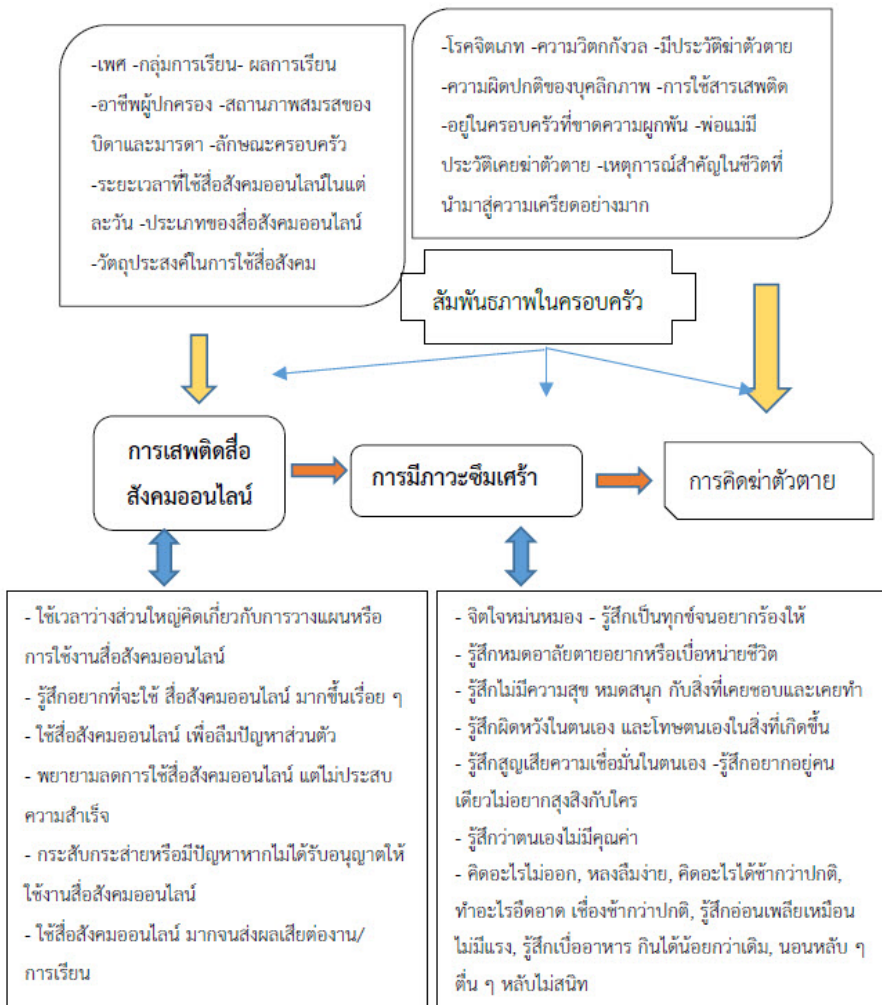 -เพศ -กลุ่มการเรียน- ผลการเรียน
-อาชีพผู้ปกครอง -สถานภาพสมรสของ
บิดาและมารดา -ลักษณะครอบครัว
-ระยะเวลาที่ใช้สื่อสังคมออนไลน์ในแต่
ละวัน -ประเภทของสื่อสังคมออนไลน์
-วัตถุประสงค์ในการใช้สื่อสังคม
-โรคจิตเภท -ความวิตกกังวล -มีประวัติฆ่าตัวตาย
-ความผิดปกติของบุคลิกภาพ -การใช้สารเสพติด
-อยู่ในครอบครัวที่ขาดความผูกพัน -พ่อแม่มี
ประวัติเคยฆ่าตัวตาย -เหตุการณ์สำคัญในชีวิตที่
นำมาสู่ความเครียดอย่างมาก
สัมพันธภาพในครอบครัว
การเสพติดสื่อ
สังคมออนไลน์
การมีภาวะซึมเศร้า
การคิดฆ่าตัวตาย
- ใช้เวลาว่างส่วนใหญ่คิดเกี่ยวกับการวางแผนหรือ
การใช้งานสื่อสังคมออนไลน์
- รู้สึกอยากที่จะใช้ สื่อสังคมออนไลน์ มากขึ้นเรื่อย ๆ
- ใช้สื่อสังคมออนไลน์ เพื่อลืมปัญหาส่วนตัว
- พยายามลดการใช้สื่อสังคมออนไลน์ แต่ไม่ประสบ
ความสำเร็จ
- กระสับกระส่ายหรือมีปัญหาหากไม่ได้รับอนุญาตให้
ใช้งานสื่อสังคมออนไลน์
- ใช้สื่อสังคมออนไลน์ มากจนส่งผลเสียต่องาน/
การเรียน
- จิตใจหม่นหมอง - รู้สึกเป็นทุกข์จนอยากร้องให้
- รู้สึกหมดอาลัยตายอยากหรือเบื่อหน่ายชีวิต
- รู้สึกไม่มีความสุข หมดสนุก กับสิ่งที่เคยชอบและเคยทำ
- รู้สึกผิดหวังในตนเอง และโทษตนเองในสิ่งที่เกิดขึ้น
- รู้สึกสูญเสียความเชื่อมั่นในตนเอง -รู้สึกอยากอยู่คน
เดียวไม่อยากสุงสิงกับใคร
- รู้สึกว่าตนเองไม่มีคุณค่า
- คิดอะไรไม่ออก, หลงลืมง่าย, คิดอะไรได้ช้ากว่าปกติ,
ทำอะไรอืดอาด เชื่องช้ากว่าปกติ, รู้สึกอ่อนเพลียเหมือน
ไม่มีแรง, รู้สึกเบื่ออาหาร กินได้น้อยกว่าเดิม, นอนหลับ ๆ
ตื่น ๆ หลับไม่สนิท